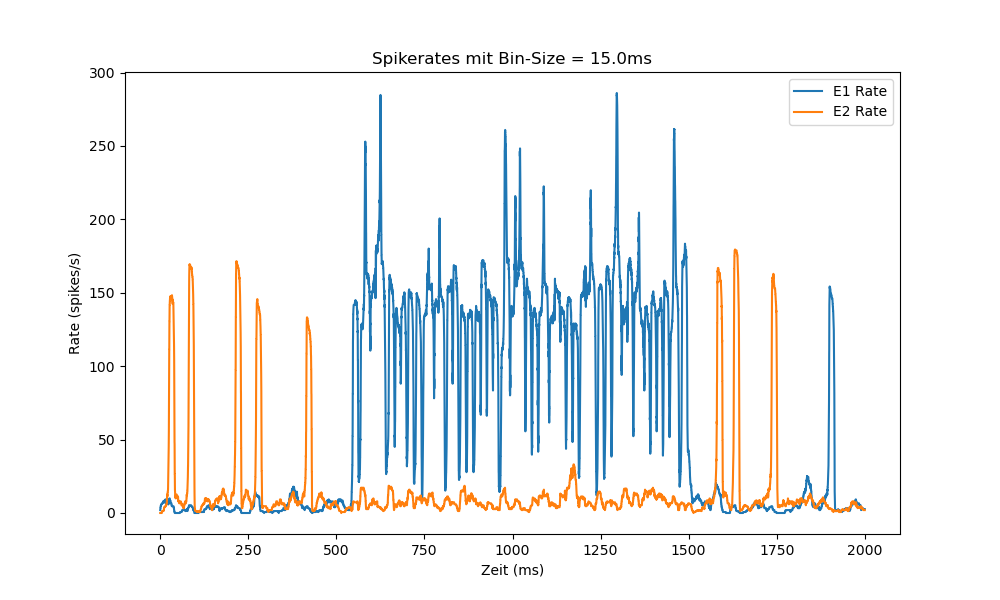 Spikerates mit Bin-Size = 15.0ms
E1 Rate
E2 Rate
Rate (spikes/s)
300
250
200
150
100
50
0
0 250 500 750 1000 1250 1500 1750 2000
Zeit (ms)